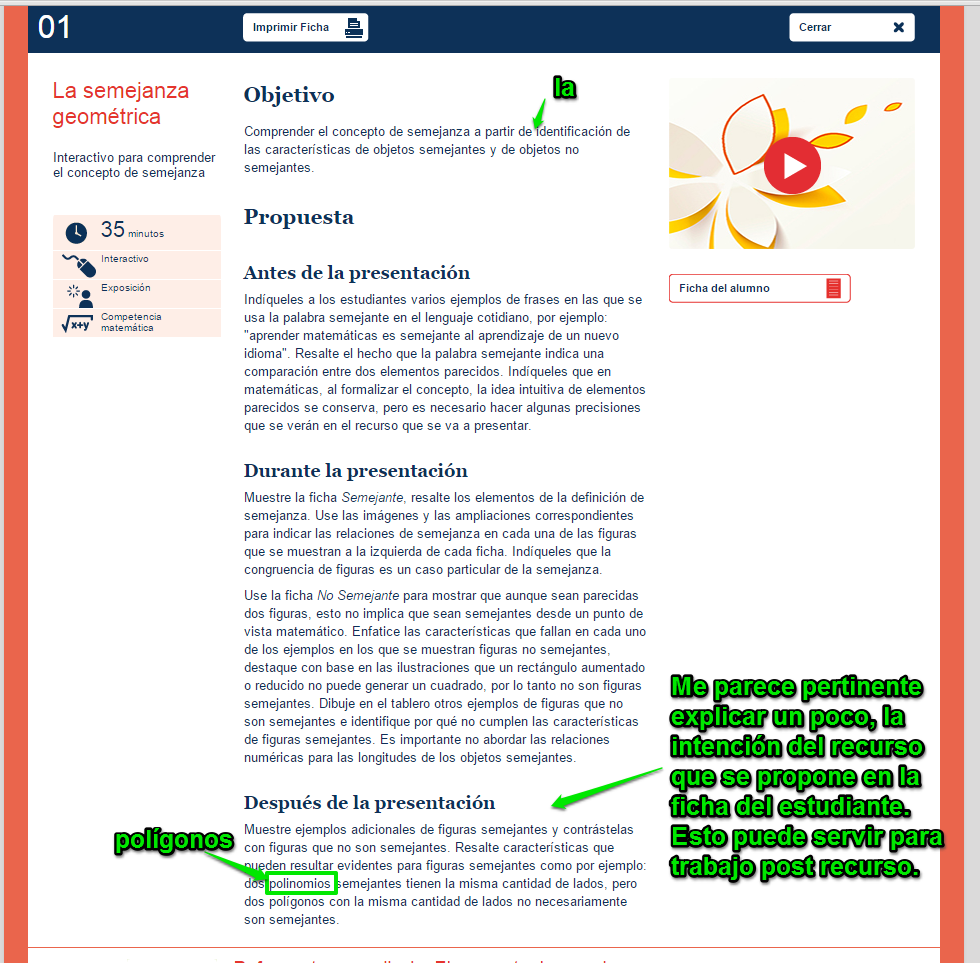 01
Imprimir Ficha
Cerrar
La semejanza
geométrica
Interactivo para comprender
el concepto de semejanza
35 minutos
Interactivo
Exposición
√x+y
Competencia
matemática
Objetivo
la
Comprender el concepto de semejanza a partir de identificación de
las características de objetos semejantes y de objetos no
semejantes.
Propuesta
Antes de la presentación
Indíqueles a los estudiantes varios ejemplos de frases en las que se
usa la palabra semejante en el lenguaje cotidiano, por ejemplo:
"aprender matemáticas es semejante al aprendizaje de un nuevo
idioma". Resalte el hecho que la palabra semejante indica una
comparación entre dos elementos parecidos. Indíqueles que en
matemáticas, al formalizar el concepto, la idea intuitiva de elementos
parecidos se conserva, pero es necesario hacer algunas precisiones
que se verán en el recurso que se va a presentar.
Durante la presentación
Muestre la ficha Semejante, resalte los elementos de la definición de
semejanza. Use las imágenes y las ampliaciones correspondientes
para indicar las relaciones de semejanza en cada una de las figuras
que se muestran a la izquierda de cada ficha. Indíqueles que la
congruencia de figuras es un caso particular de la semejanza.
Use la ficha No Semejante para mostrar que aunque sean parecidas
dos figuras, esto no implica que sean semejantes desde un punto de
vista matemático. Enfatice las características que fallan en cada uno
de los ejemplos en los que se muestran figuras no semejantes,
destaque con base en las ilustraciones que un rectángulo aumentado
o reducido no puede generar un cuadrado, por lo tanto no son figuras
semejantes. Dibuje en el tablero otros ejemplos de figuras que no
son semejantes e identifique por qué no cumplen las características
de figuras semejantes. Es importante no abordar las relaciones
numéricas para las longitudes de los objetos semejantes.
Después de la presentación
Muestre ejemplos adicionales de figuras semejantes y contrástelas
con figuras que no son semejantes. Resalte características que
pueden resultar evidentes para figuras semejantes como por ejemplo:
dos polinomios semejantes tienen la misma cantidad de lados, pero
dos polígonos con la misma cantidad de lados no necesariamente
son semejantes.
polígonos
Ficha del alumno
Me parece pertinente
explicar un poco, la
intención del recurso
que se propone en la
ficha del estudiante.
Esto puede servir para
trabajo post recurso.